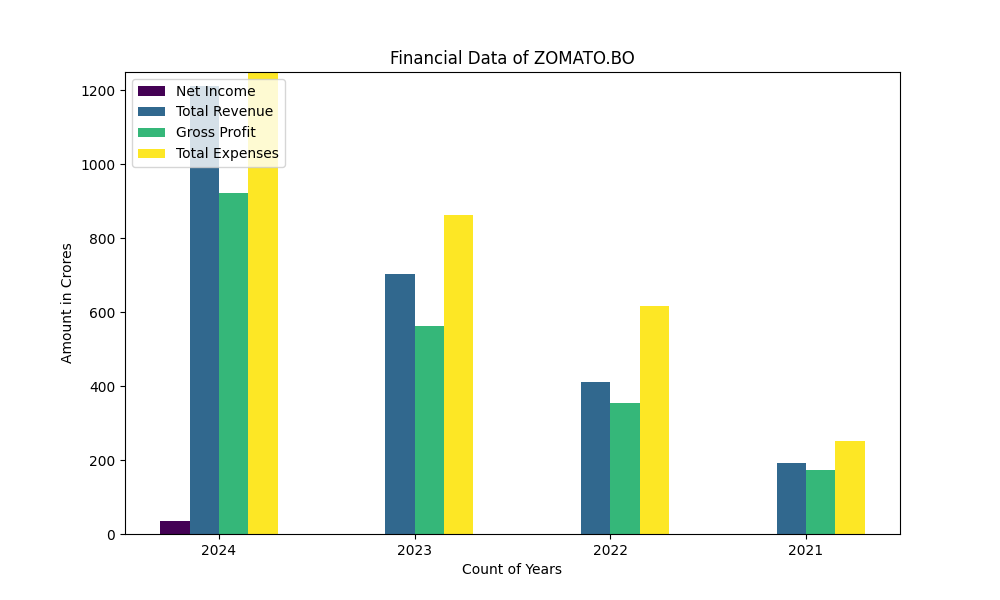 Financial Data of ZOMATO.BO
Net Income
Total Revenue
Gross Profit
Total Expenses
1200
1000
800
600
400
200
0
Amount in Crores
2024 2023 2022 2021
Count of Years